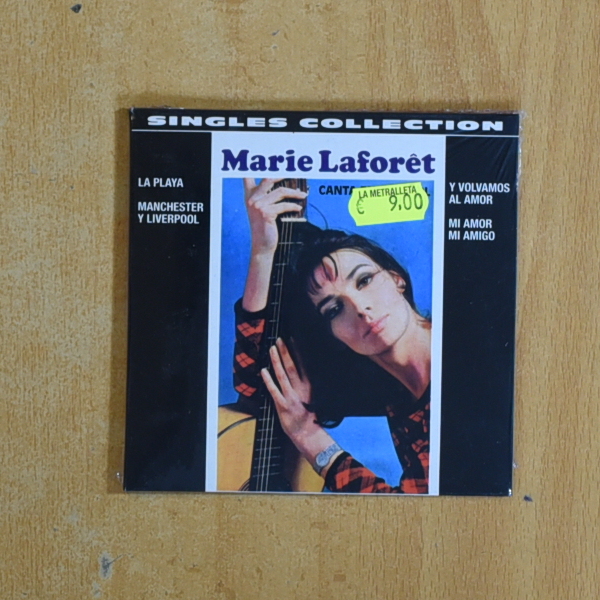 SINGLES COLLECTION
Marie Laforêt
LA PLAYA
MANCHESTER
Y LIVERPOOL
LA METRALLETA
€ 9,00
Y VOLVAMOS
AL AMOR
MI AMOR
MI AMIGO